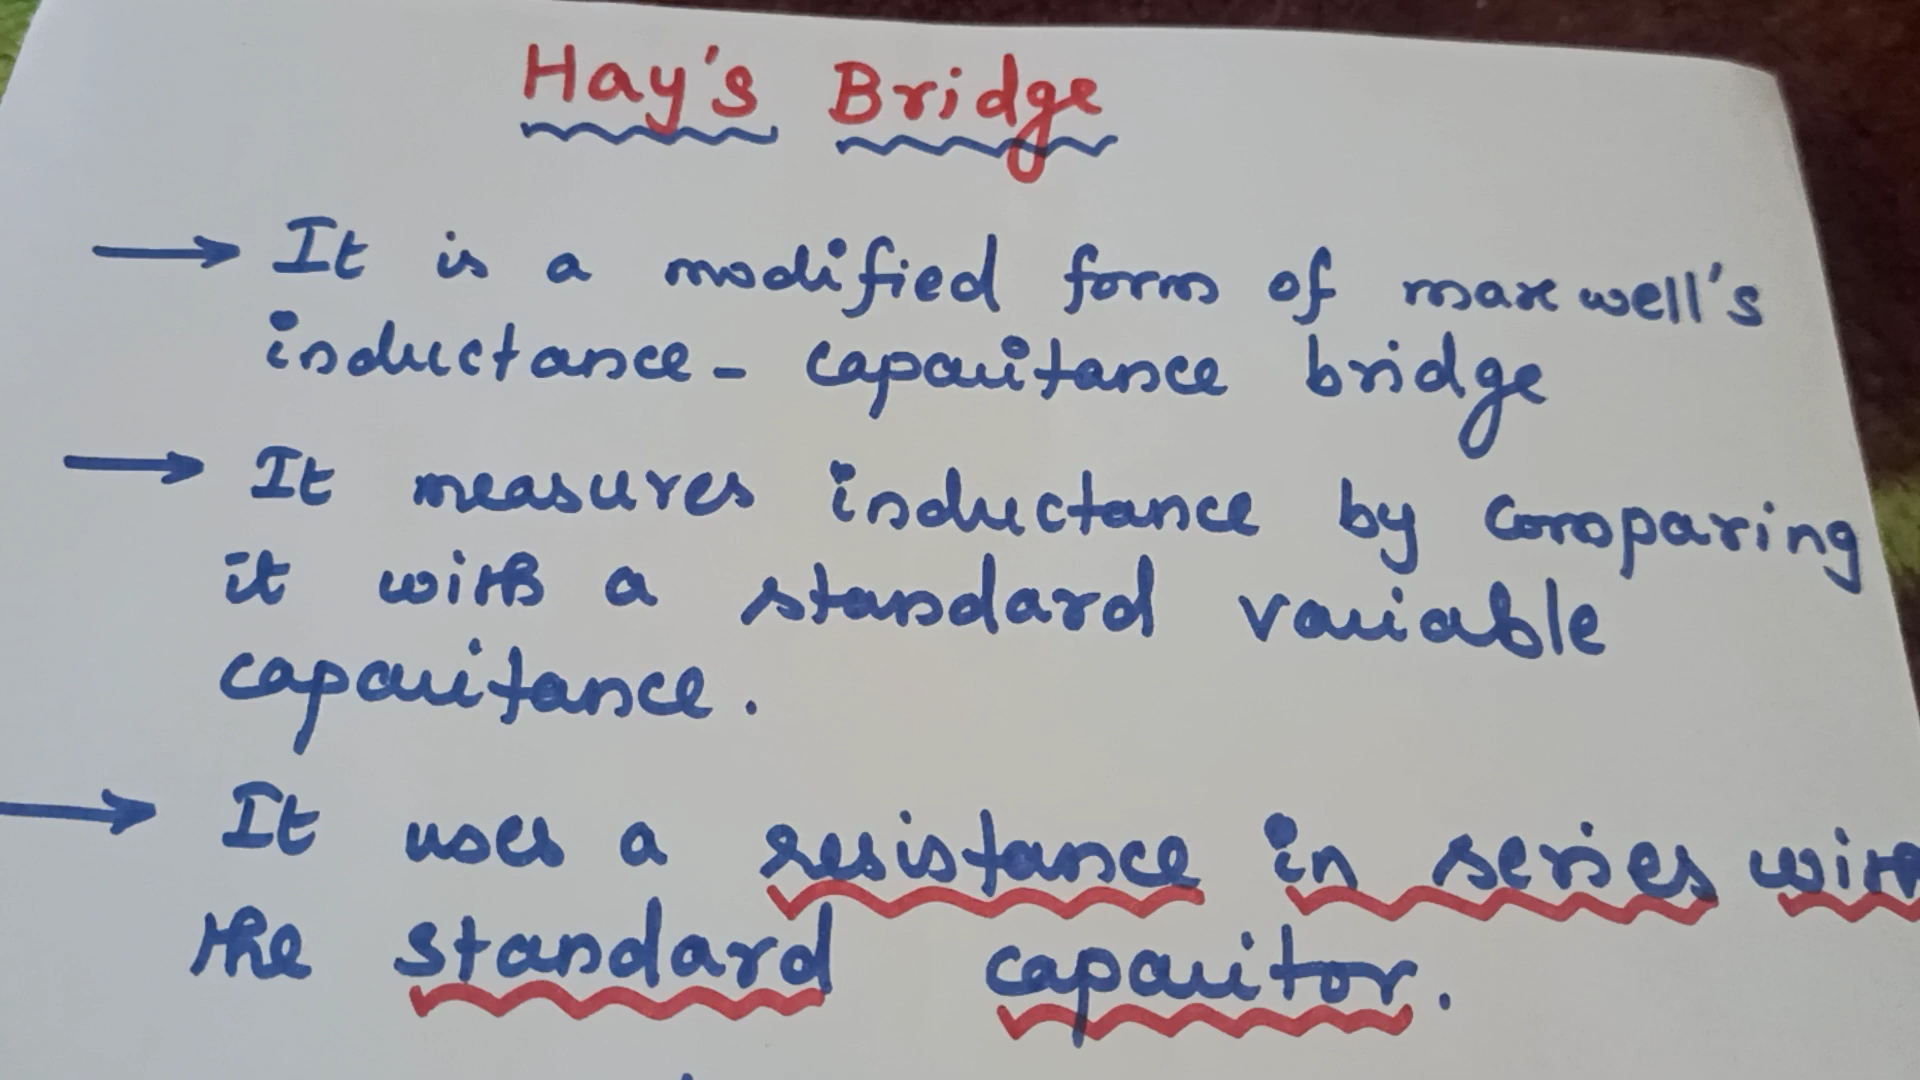 Hay's Bridge
→ It is a modified form of maxwell's
inductance - capacitance bridge
→ It measures inductance by comparing
it with a standard variable
capacitance.
→ It uses a resistance in series with
the standard capacitor.